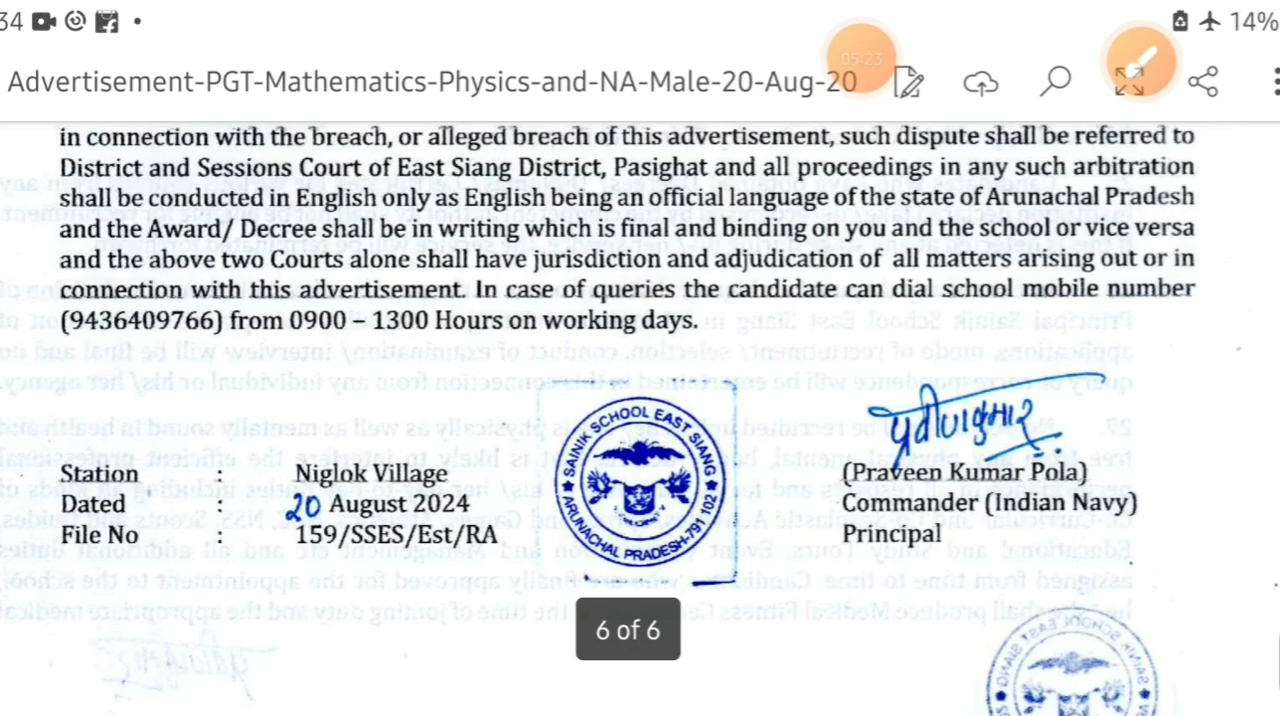 34
14%
05:23
Advertisement-PGT-Mathematics-Physics-and-NA-Male-20-Aug-20
in connection with the breach, or alleged breach of this advertisement, such dispute shall be referred to
District and Sessions Court of East Siang District, Pasighat and all proceedings in any such arbitration
shall be conducted in English only as English being an official language of the state of Arunachal Pradesh
and the Award/ Decree shall be in writing which is final and binding on you and the school or vice versa
and the above two Courts alone shall have jurisdiction and adjudication of all matters arising out or in
connection with this advertisement In case of queries the candidate can dial school mobile number
(9436409766) from 0900 – 1300 Hours on working days.
SAINIK SCHOOL EAST SIANG
ARUNACHAL PRADESH-791102
Station : Niglok Village
Dated : 20 August 2024
File No : 159/SSES/Est/RA
(Praveen Kumar Pola)
Commander (Indian Navy)
Principal
6 of 6